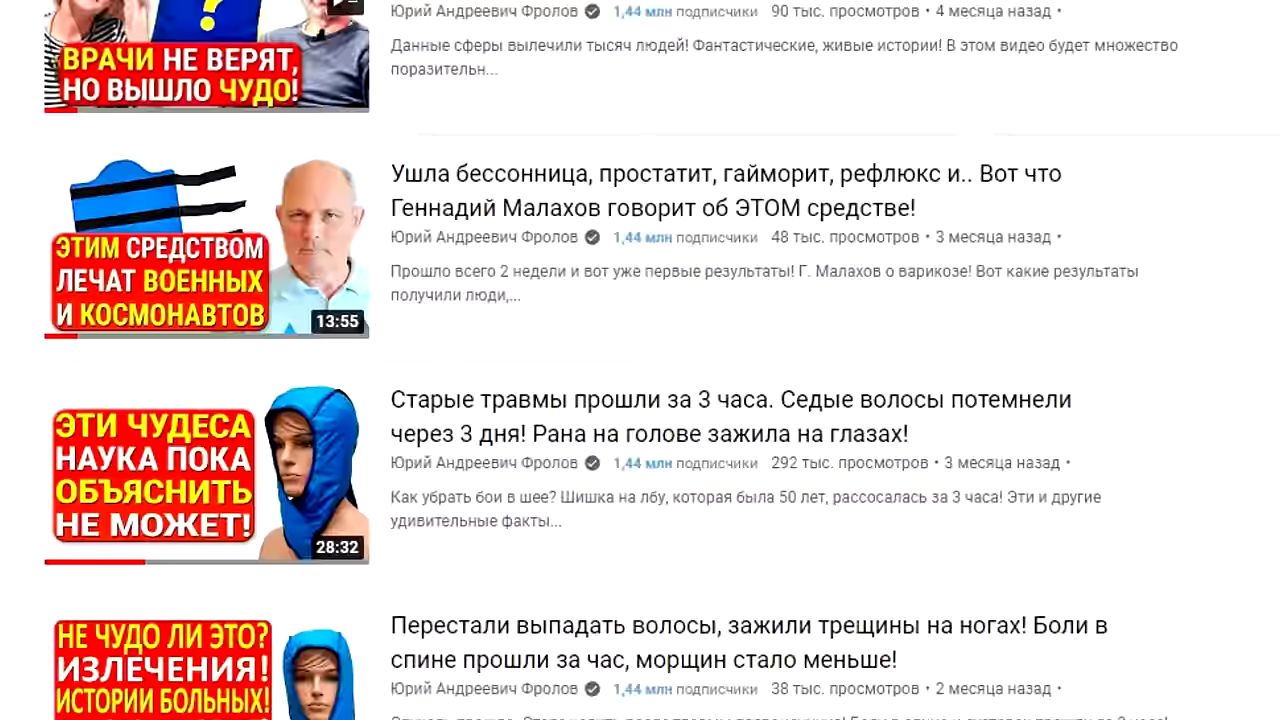 ?
ВРАЧИ НЕ ВЕРЯТ,
НО ВЫШЛО ЧУДО!
Юрий Андреевич Фролов 1,44 млн подписчики 90 тыс. просмотров • 4 месяца назад •
Данные сферы вылечили тысяч людей! Фантастические, живые истории! В этом видео будет множество
поразительн...
ЭТИМ СРЕДСТВОМ
ЛЕЧАТ ВОЕННЫХ
И КОСМОНАВТОВ
13:55
Ушла бессонница, простатит, гайморит, рефлюкс и.. Вот что
Геннадий Малахов говорит об ЭТОМ средстве!
Юрий Андреевич Фролов 1,44 млн подписчики 48 тыс. просмотров • 3 месяца назад •
Прошло всего 2 недели и вот уже первые результаты! Г. Малахов о варикозе! Вот какие результаты
получили люди,...
ЭТИ ЧУДЕСА
НАУКА ПОКА
ОБЪЯСНИТЬ
НЕ МОЖЕТ!
28:32
Старые травмы прошли за 3 часа. Седые волосы потемнели
через 3 дня! Рана на голове зажила на глазах!
Юрий Андреевич Фролов 1,44 млн подписчики 292 тыс. просмотров • 3 месяца назад •
Как убрать бои в шее? Шишка на лбу, которая была 50 лет, рассосалась за 3 часа! Эти и другие
удивительные факты...
НЕ ЧУДО ЛИ ЭТО?
ИЗЛЕЧЕНИЯ!
ИСТОРИИ БОЛЬНЫХ!
Перестали выпадать волосы, зажили трещины на ногах! Боли в
спине прошли за час, морщин стало меньше!
Юрий Андреевич Фролов 1,44 млн подписчики 38 тыс. просмотров • 2 месяца назад •